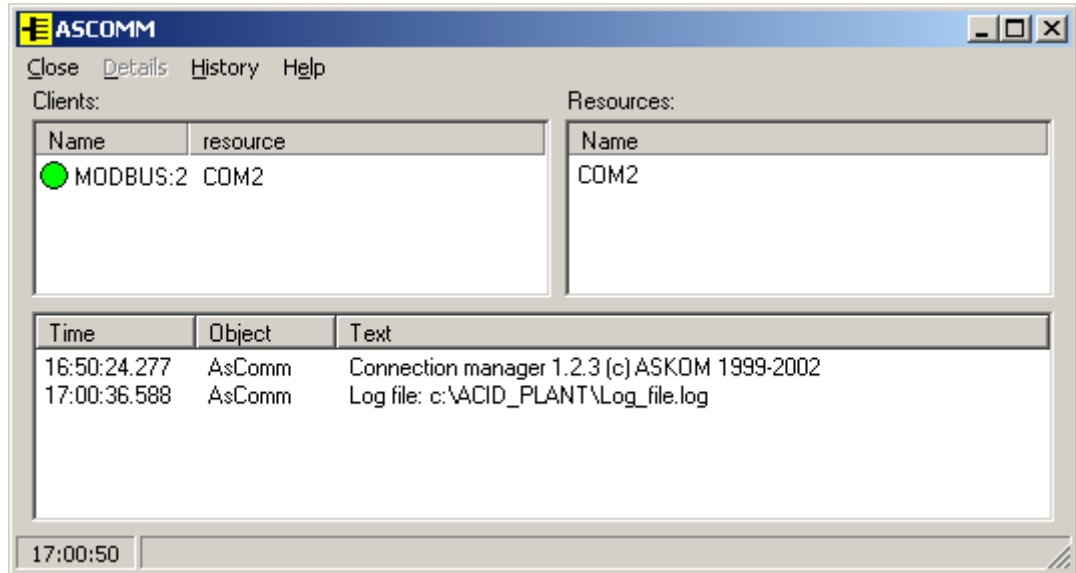 ASCOMM
Close Details History Help
Clients:
Name resource
MODBUS:2 COM2
Resources:
Name
COM2
Time Object Text
16:50:24.277 AsComm Connection manager 1.2.3 (c) ASKOM 1999-2002
17:00:36.588 AsComm Log file: c:\ACID_PLANT\Log_file.log
17:00:50